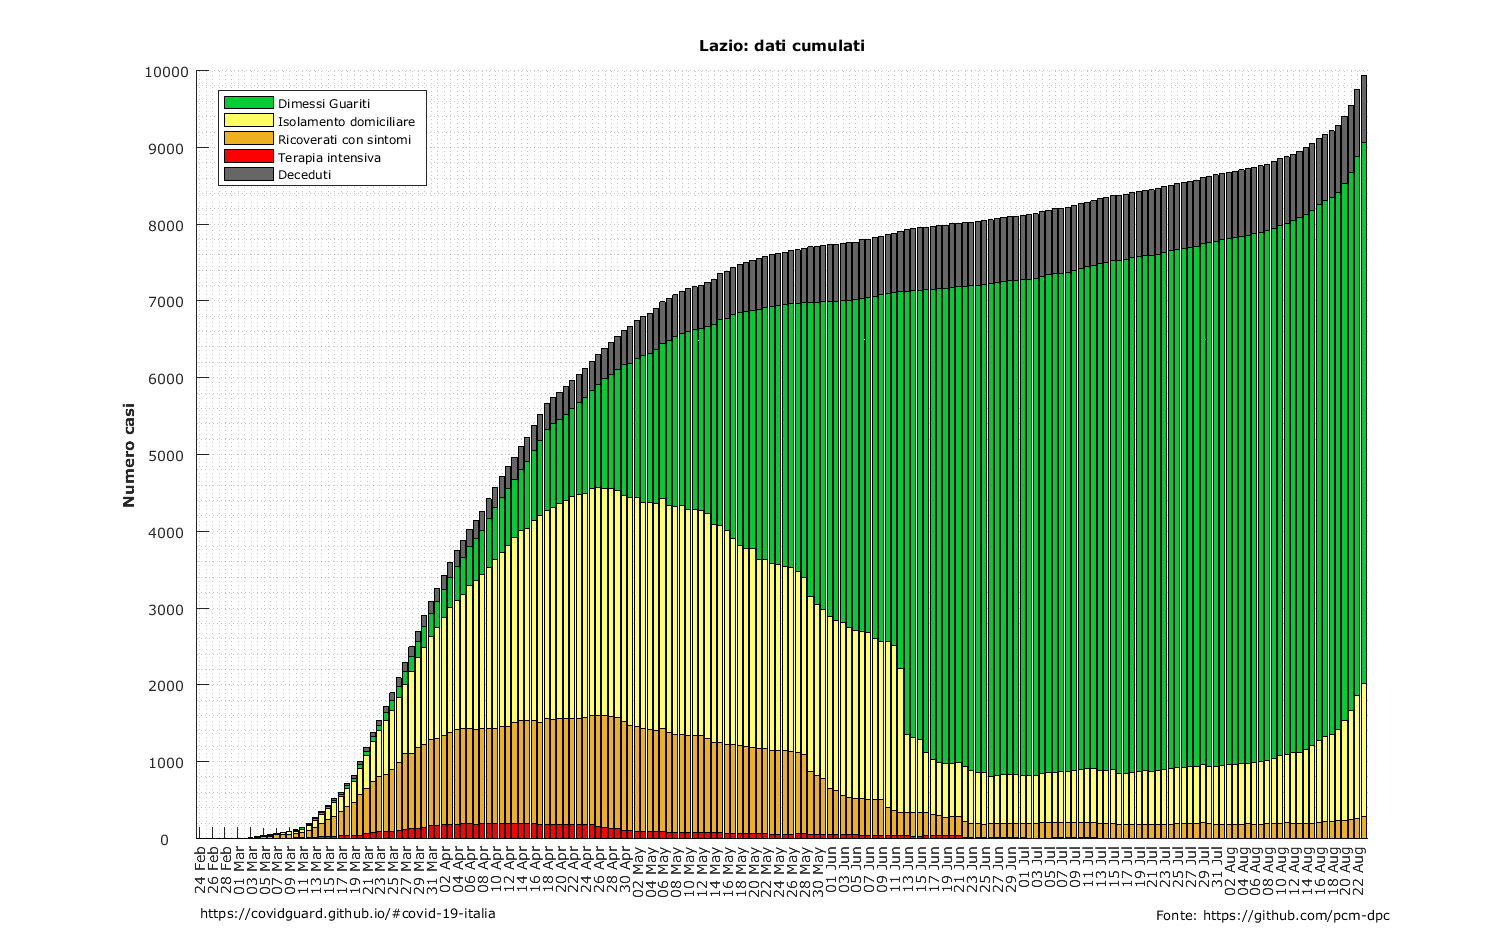 Lazio: dati cumulati
10000
9000
8000
7000
6000
5000
4000
3000
2000
1000
0
Numero casi
Dimessi Guariti
Isolamento domiciliare
Ricoverati con sintomi
Terapia intensiva
Deceduti
24 Feb
26 Feb
28 Feb
01 Mar
03 Mar
05 Mar
07 Mar
09 Mar
11 Mar
13 Mar
15 Mar
17 Mar
19 Mar
21 Mar
23 Mar
25 Mar
27 Mar
29 Mar
31 Mar
02 Apr
04 Apr
06 Apr
08 Apr
10 Apr
12 Apr
14 Apr
16 Apr
18 Apr
20 Apr
22 Apr
24 Apr
26 Apr
28 Apr
30 Apr
02 May
04 May
06 May
08 May
10 May
12 May
14 May
16 May
18 May
20 May
22 May
24 May
26 May
28 May
30 May
01 Jun
03 Jun
05 Jun
07 Jun
09 Jun
11 Jun
13 Jun
15 Jun
17 Jun
19 Jun
21 Jun
23 Jun
25 Jun
27 Jun
29 Jun
01 Jul
03 Jul
05 Jul
07 Jul
09 Jul
11 Jul
13 Jul
15 Jul
17 Jul
19 Jul
21 Jul
23 Jul
25 Jul
27 Jul
29 Jul
31 Jul
02 Aug
04 Aug
06 Aug
08 Aug
10 Aug
12 Aug
14 Aug
16 Aug
18 Aug
20 Aug
22 Aug
https://covidguard.github.io/#covid-19-italia
Fonte: https://github.com/pcm-dpc